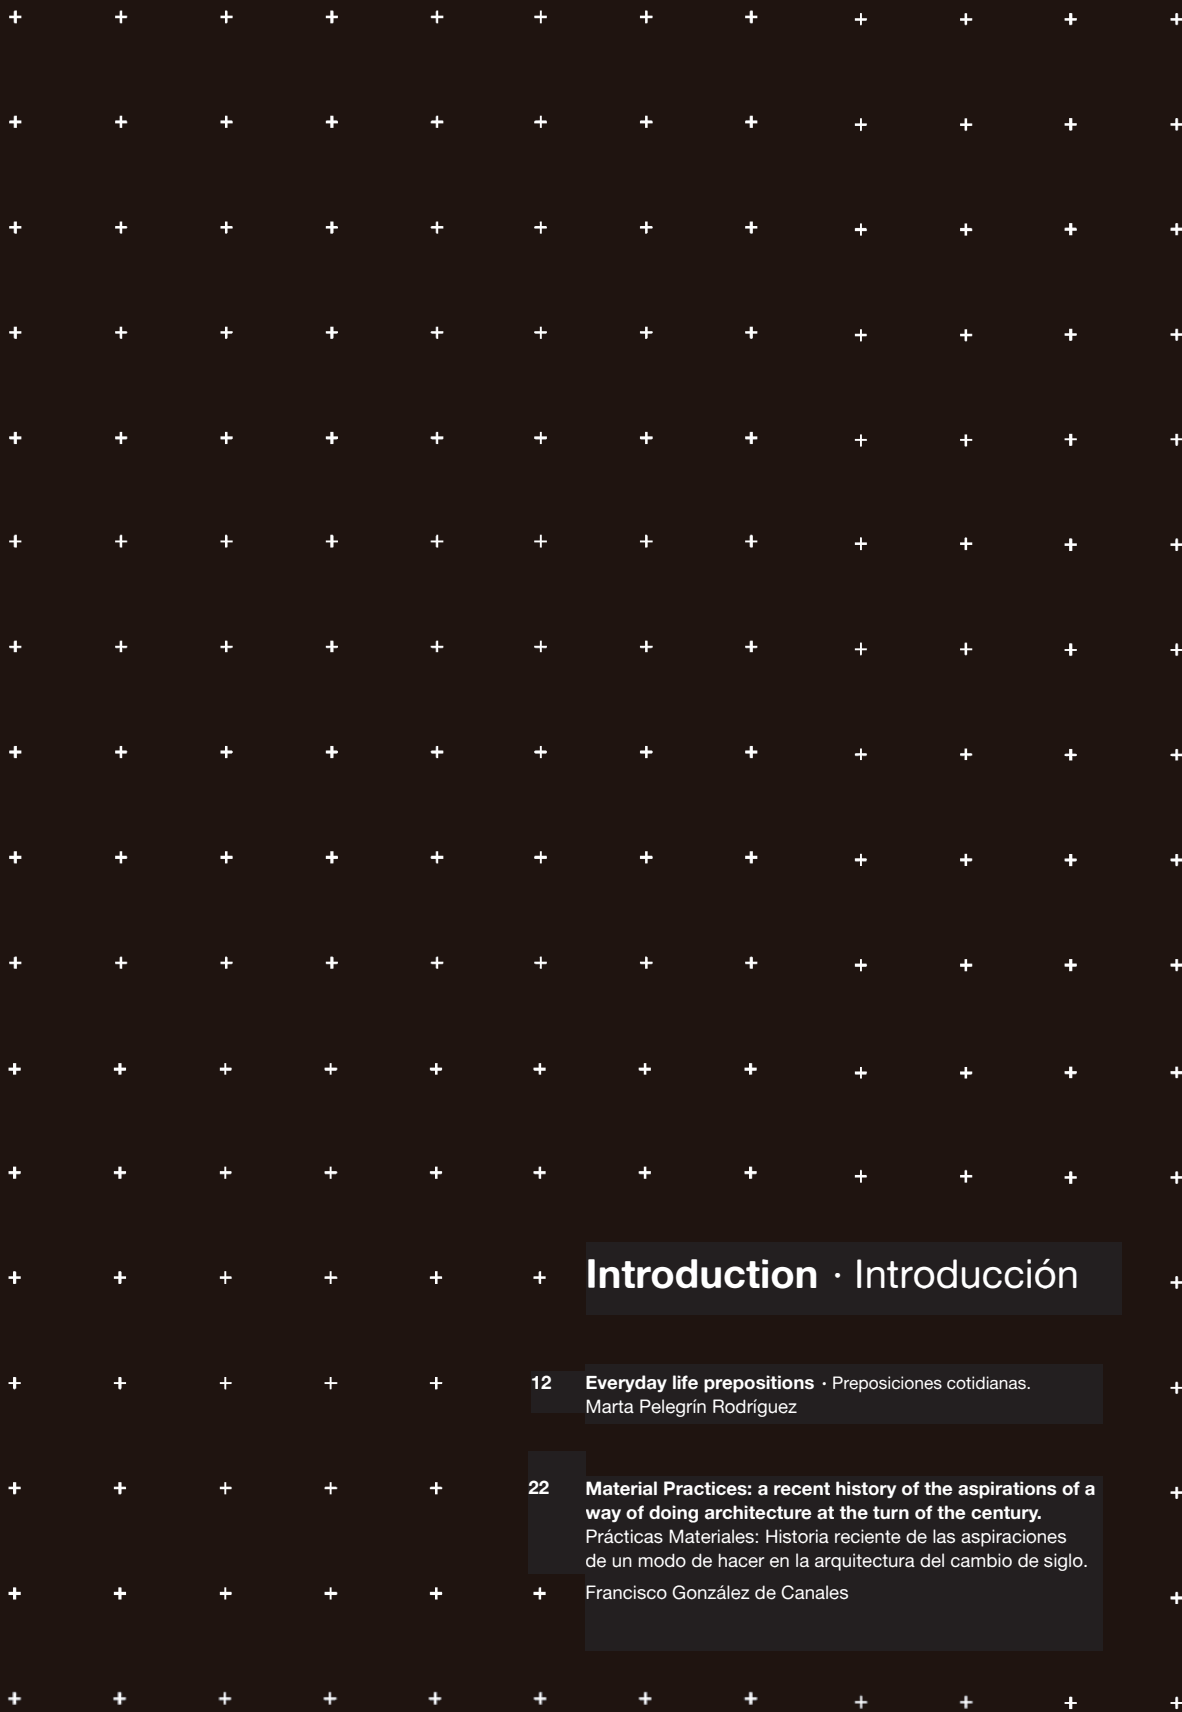 Introduction · Introducción
12 Everyday life prepositions · Preposiciones cotidianas.
Marta Pelegrín Rodríguez
22 Material Practices: a recent history of the aspirations of a
way of doing architecture at the turn of the century.
Prácticas Materiales: Historia reciente de las aspiraciones
de un modo de hacer en la arquitectura del cambio de siglo.
Francisco González de Canales